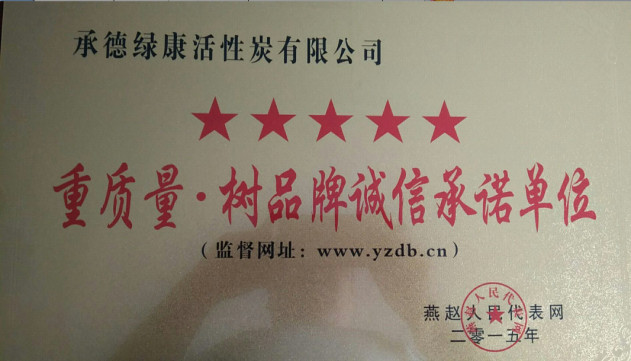 承德绿康活性炭有限公司
重质量·树品牌诚信承诺单位
(监督网址:www.yzdb.cn)
燕赵人民代表网
二零一五年